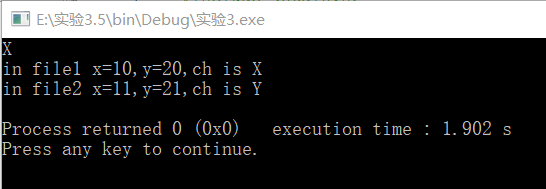 E:\实验3.5\bin\Debug\实验3.exe
X
in file1 x=10,y=20,ch is X
in file2 x=11,y=21,ch is Y
Process returned 0 (0x0)   execution time : 1.902 s
Press any key to continue.